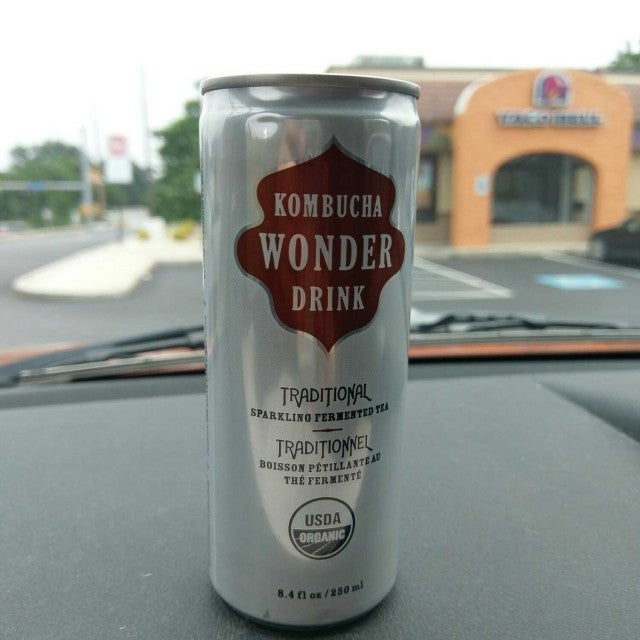 KOMBUCHA
WONDER
DRINK
TRADITIONAL
SPARKLING FERMENTED TEA
TRADITIONNEL
BOISSON PÉTILLANTE AU
THÉ FERMENTÉ
USDA
ORGANIC
8.4 fl oz / 250 ml
TACO BELL